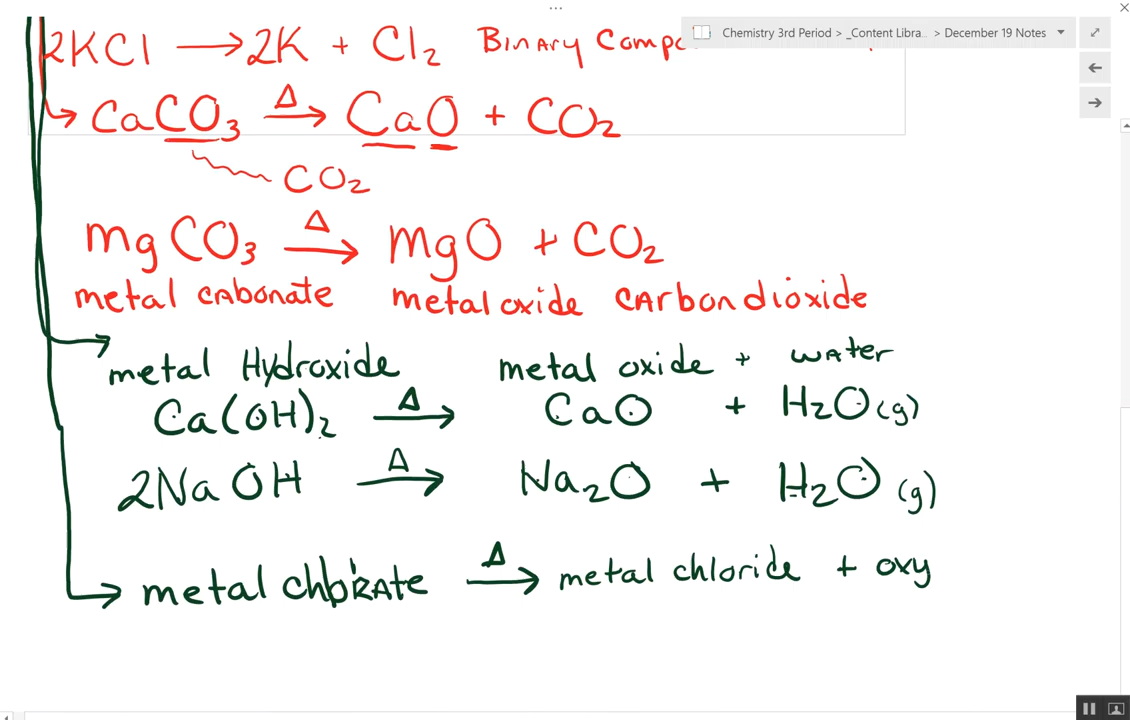 Chemistry 3rd Period > _Content Libra... > December 19 Notes
2KCl → 2K + Cl2 Binary Comp
CaCO3 Δ→ CaO + CO2
CO2
mgCO3 Δ→ MgO + CO2
metal cabonate metal oxide carbondioxide
metal Hydroxide metal oxide + water
Ca(OH)2 Δ→ CaO + H2O(g)
2NaOH Δ→ Na2O + H2O (g)
metal chlorate Δ→ metal chloride + oxy